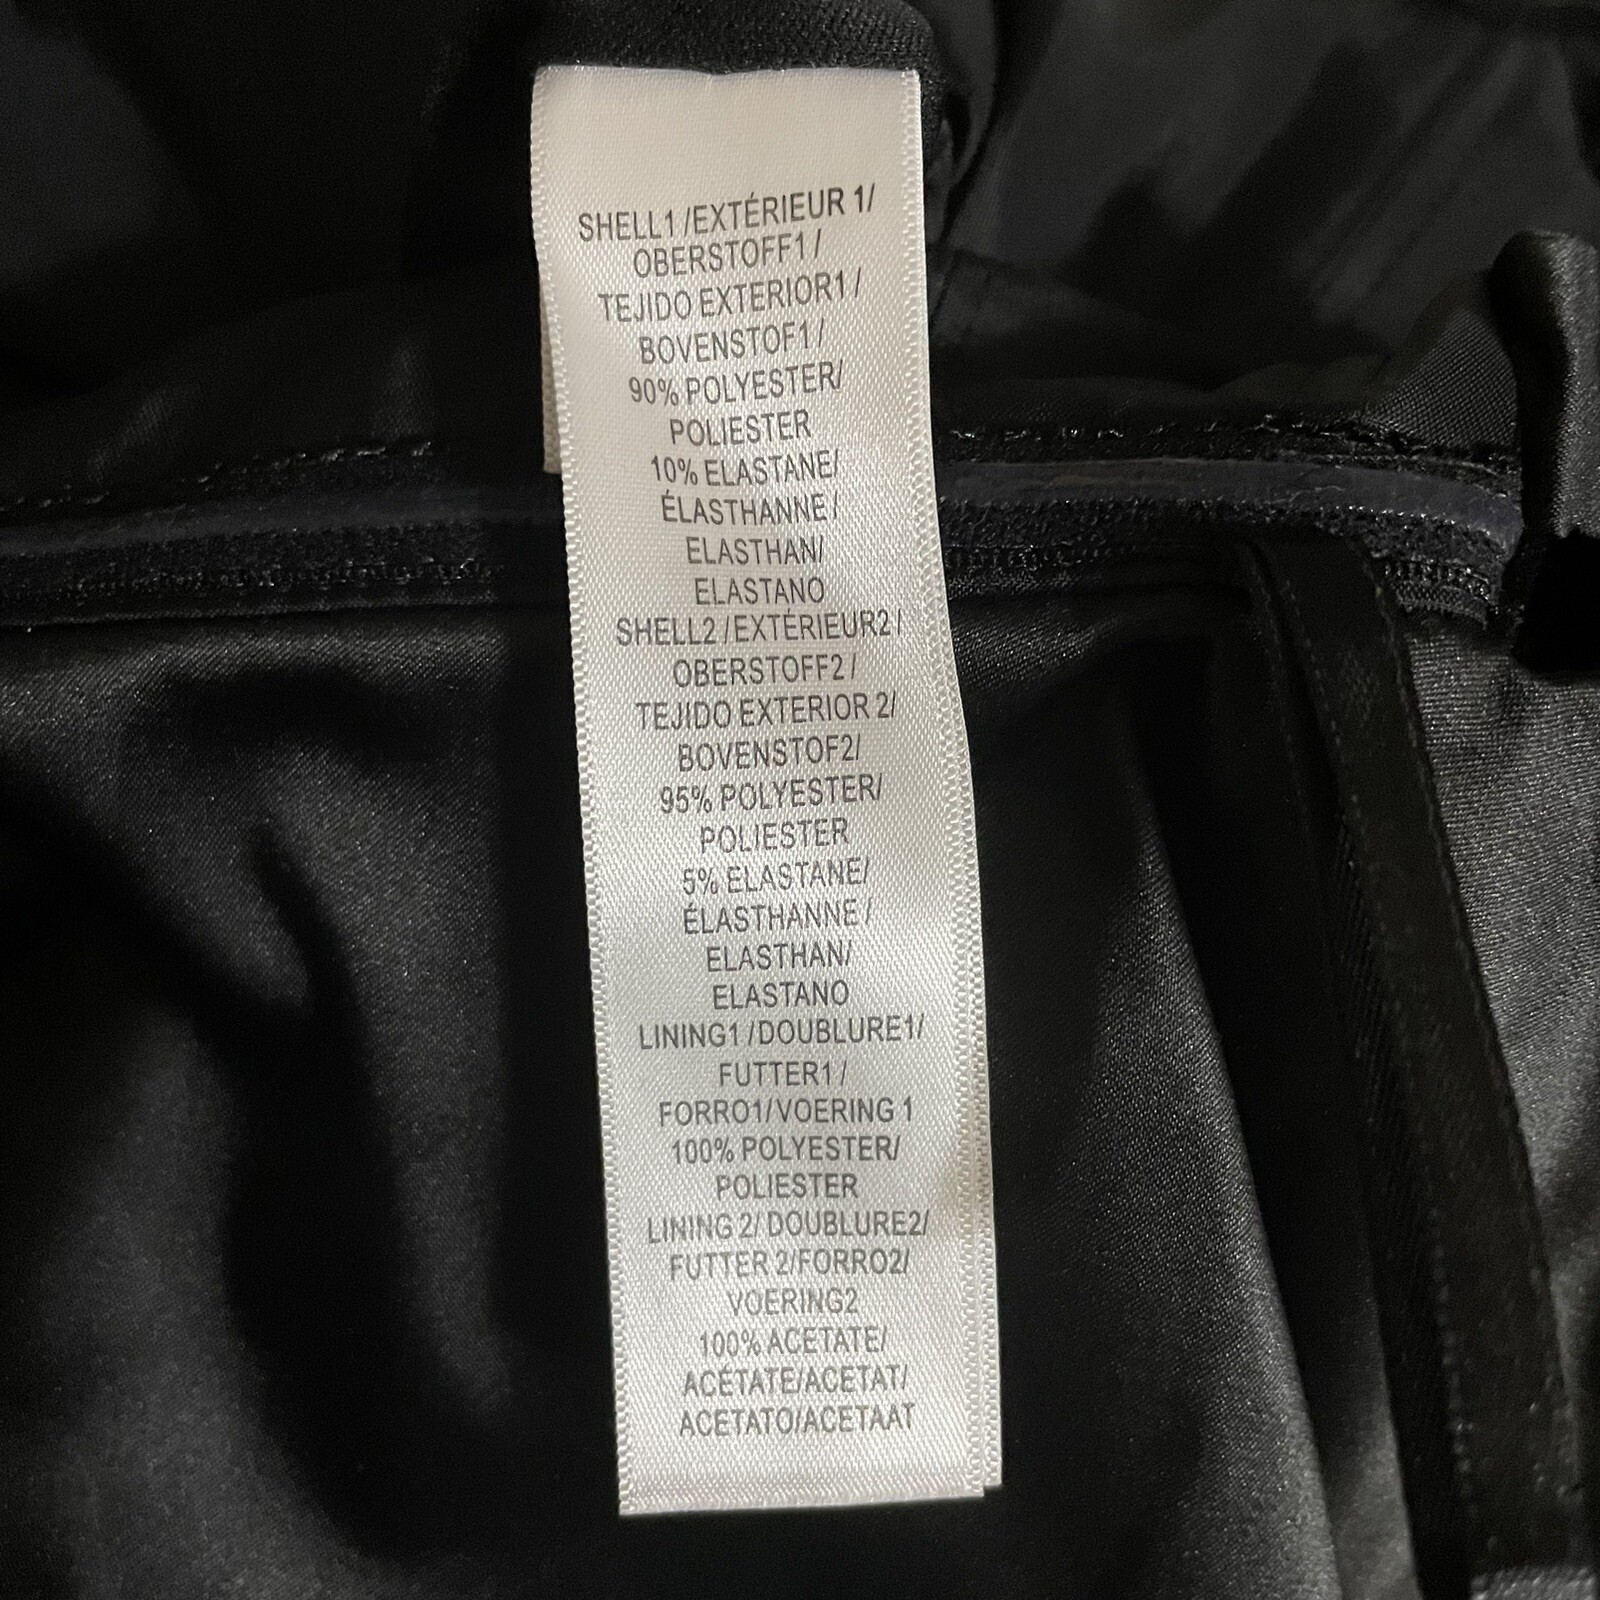 SHELL1/EXTÉRIEUR 1/
OBERSTOFF1/
TEJIDO EXTERIOR1/
BOVENSTOF1/
90% POLYESTER/
POLIESTER
10% ELASTANE/
ÉLASTHANNE/
ELASTHAN/
ELASTANO
SHELL2/EXTÉRIEUR2/
OBERSTOFF2/
TEJIDO EXTERIOR 2/
BOVENSTOF2/
95% POLYESTER/
POLIESTER
5% ELASTANE/
ÉLASTHANNE/
ELASTHAN/
ELASTANO
LINING1/DOUBLURE1/
FUTTER1/
FORRO1/VOERING 1
100% POLYESTER/
POLIESTER
LINING 2/DOUBLURE2/
FUTTER 2/FORRO2/
VOERING2
100% ACETATE/
ACÉTATE/ACETAT/
ACETATO/ACETAAT